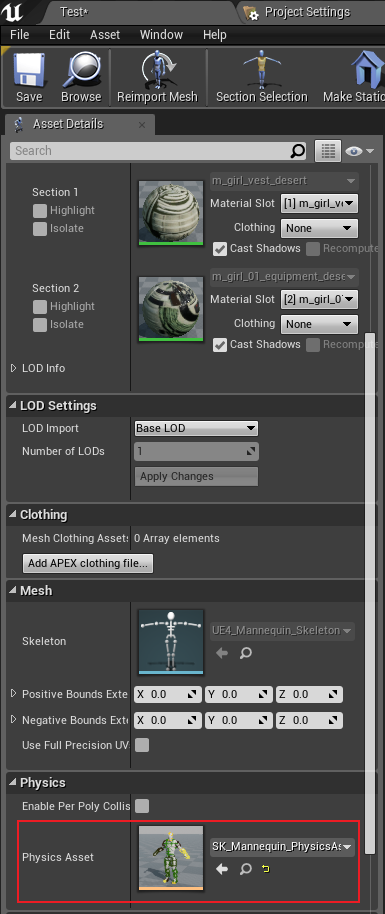 Test*
Project Settings
File Edit Asset Window Help
Save Browse Reimport Mesh Section Selection Make Static
Asset Details
Search
m_girl_vest_desert
Section 1
Material Slot [1] m_girl_ve
Highlight
Isolate
Clothing None
Cast Shadows Recompute
m_girl_01_equipment_dese
Section 2
Material Slot [2] m_girl_01
Highlight
Isolate
Clothing None
Cast Shadows Recompute
LOD Info
LOD Settings
LOD Import Base LOD
Number of LODs 1
Apply Changes
Clothing
Mesh Clothing Assets 0 Array elements
Add APEX clothing file...
Mesh
Skeleton UE4_Mannequin_Skeleton
Positive Bounds Exte X 0.0 Y 0.0 Z 0.0
Negative Bounds Exte X 0.0 Y 0.0 Z 0.0
Use Full Precision UV
Physics
Enable Per Poly Collis
Physics Asset SK_Mannequin_PhysicsAs